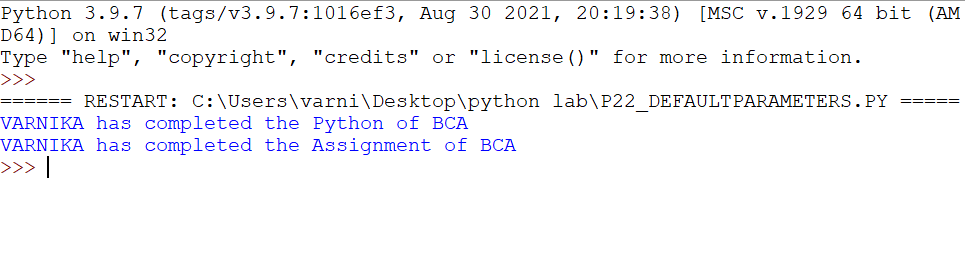 Python 3.9.7 (tags/v3.9.7:1016ef3, Aug 30 2021, 20:19:38) [MSC v.1929 64 bit (AM
D64)] on win32
Type "help", "copyright", "credits" or "license()" for more information.
>>>
====== RESTART: C:\Users\varni\Desktop\python lab\P22_DEFAULTPARAMETERS.PY =====
VARNIKA has completed the Python of BCA
VARNIKA has completed the Assignment of BCA
>>>